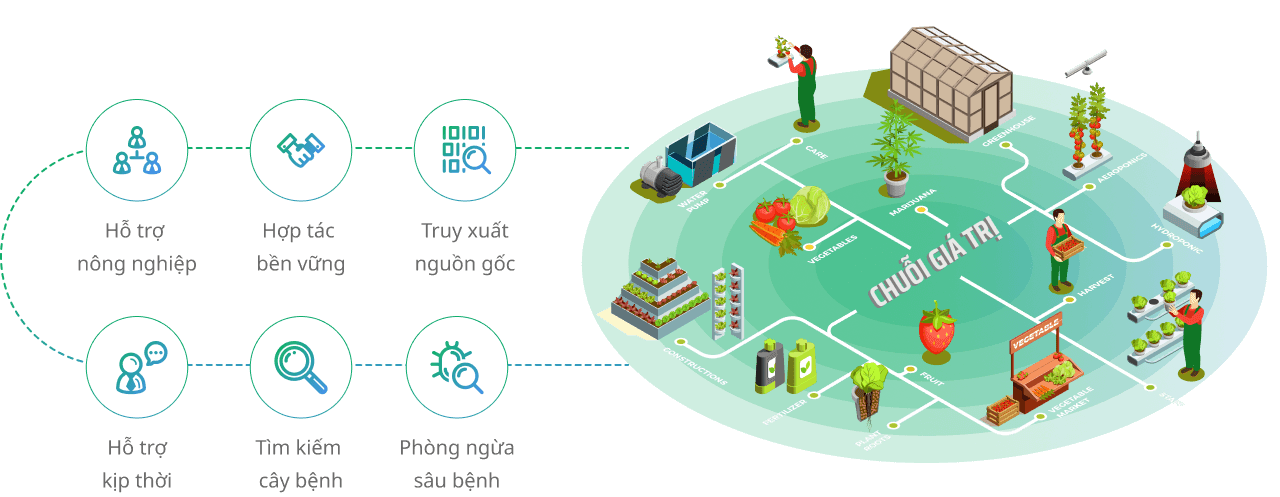 Hỗ trợ
nông nghiệp
Hợp tác
bền vững
Truy xuất
nguồn gốc
Hỗ trợ
kịp thời
Tìm kiếm
cây bệnh
Phòng ngừa
sâu bệnh
CHUỖI GIÁ TRỊ
CARE
GREENHOUSE
WATER
PUMP
MARIJUANA
AEROPONICS
VEGETABLES
HYDROPONIC
HARVEST
CONSTRUCTIONS
VEGETABLE
FRUIT
FERTILIZER
VEGETABLE
MARKET
PLANT
ROOTS